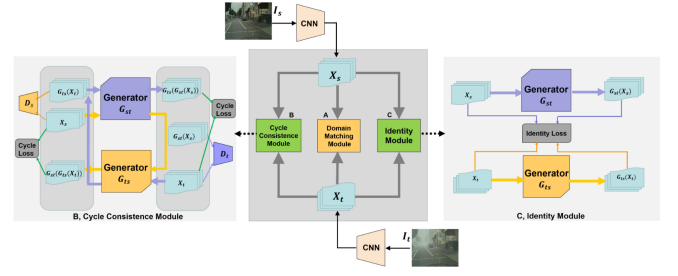 I_s
CNN
D_s
G_ts(X_t)
Generator
G_st
G_ts(G_st(X_s))
X_s
Cycle
Loss
G_st(X_s)
Cycle
Loss
D_t
G_st(G_ts(X_t))
Generator
G_ts
X_t
B, Cycle Consistence Module
X_s
B
A
C
Cycle
Consistence
Module
Domain
Matching
Module
Identity
Module
X_t
CNN
I_t
X_s
Generator
G_st
G_st(X_s)
Identity Loss
X_t
Generator
G_ts
G_ts(X_t)
C, Identity Module